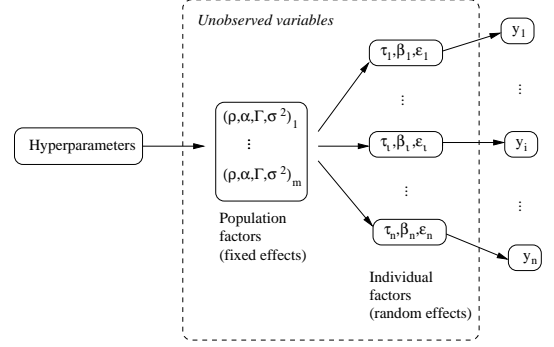 Unobserved variables
Hyperparameters
(ρ,α,Γ,σ²)₁
⋮
(ρ,α,Γ,σ²)ₘ
Population
factors
(fixed effects)
τ₁,β₁,ε₁
⋮
τᵢ,βᵢ,εᵢ
⋮
τₙ,βₙ,εₙ
Individual
factors
(random effects)
y₁
⋮
yᵢ
⋮
yₙ